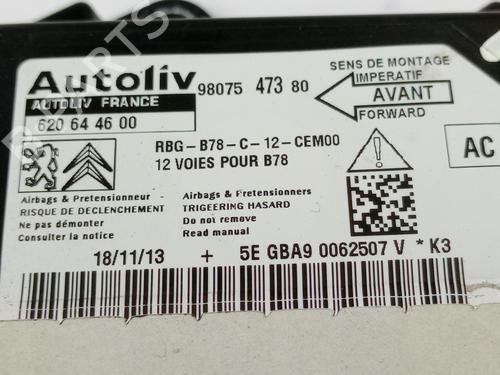 Autoliv 98075 473 80
AUTOLIV FRANCE
620 64 46 00
SENS DE MONTAGE
IMPERATIF
AVANT
FORWARD
AC
RBG-B78-C-12-CEM00
12 VOIES POUR B78
Airbags & Pretensionneur
RISQUE DE DECLENCHEMENT
Ne pas démonter
Consulter la notice
Airbags & Pretensionners
TRIGEERING HASARD
Do not remove
Read manual
18/11/13 + 5E GBA9 0062507 V * K3